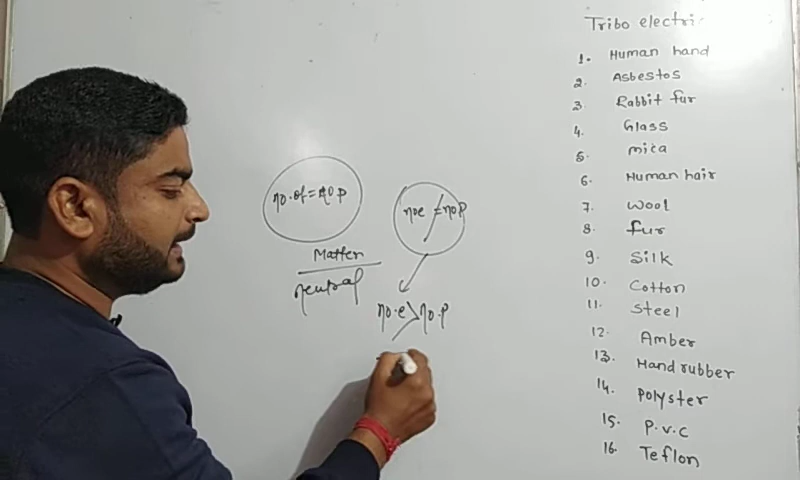 Tribo electric
1. Human hand
2. Asbestos
3. Rabbit fur
4. Glass
5. mica
6. Human hair
7. Wool
8. fur
9. Silk
10. Cotton
11. Steel
12. Amber
13. Hand rubber
14. Polyster
15. P.v.c
16. Teflon
no. of = no p
Matter
neutral
no e ≠ no p
no. e > no. p